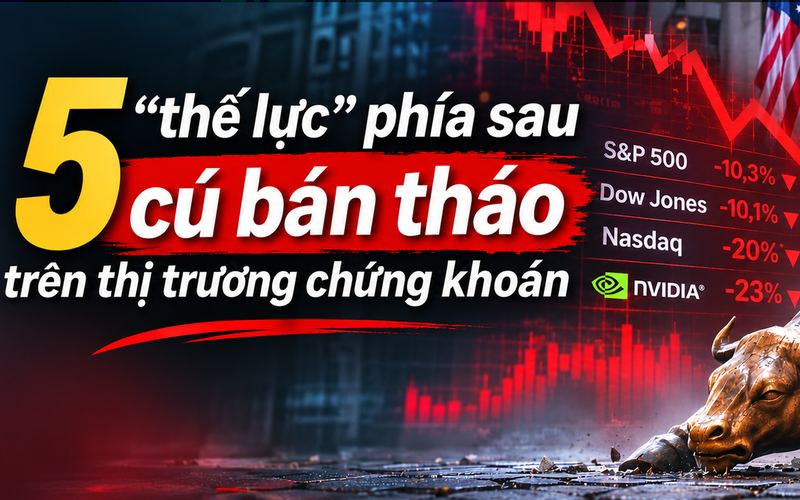 5 “thế lực” phía sau
cú bán tháo
trên thị trương chứng khoán
S&P 500 -10,3% ▼
Dow Jones -10,1% ▼
Nasdaq -20% ▼
NVIDIA® -23% ▼